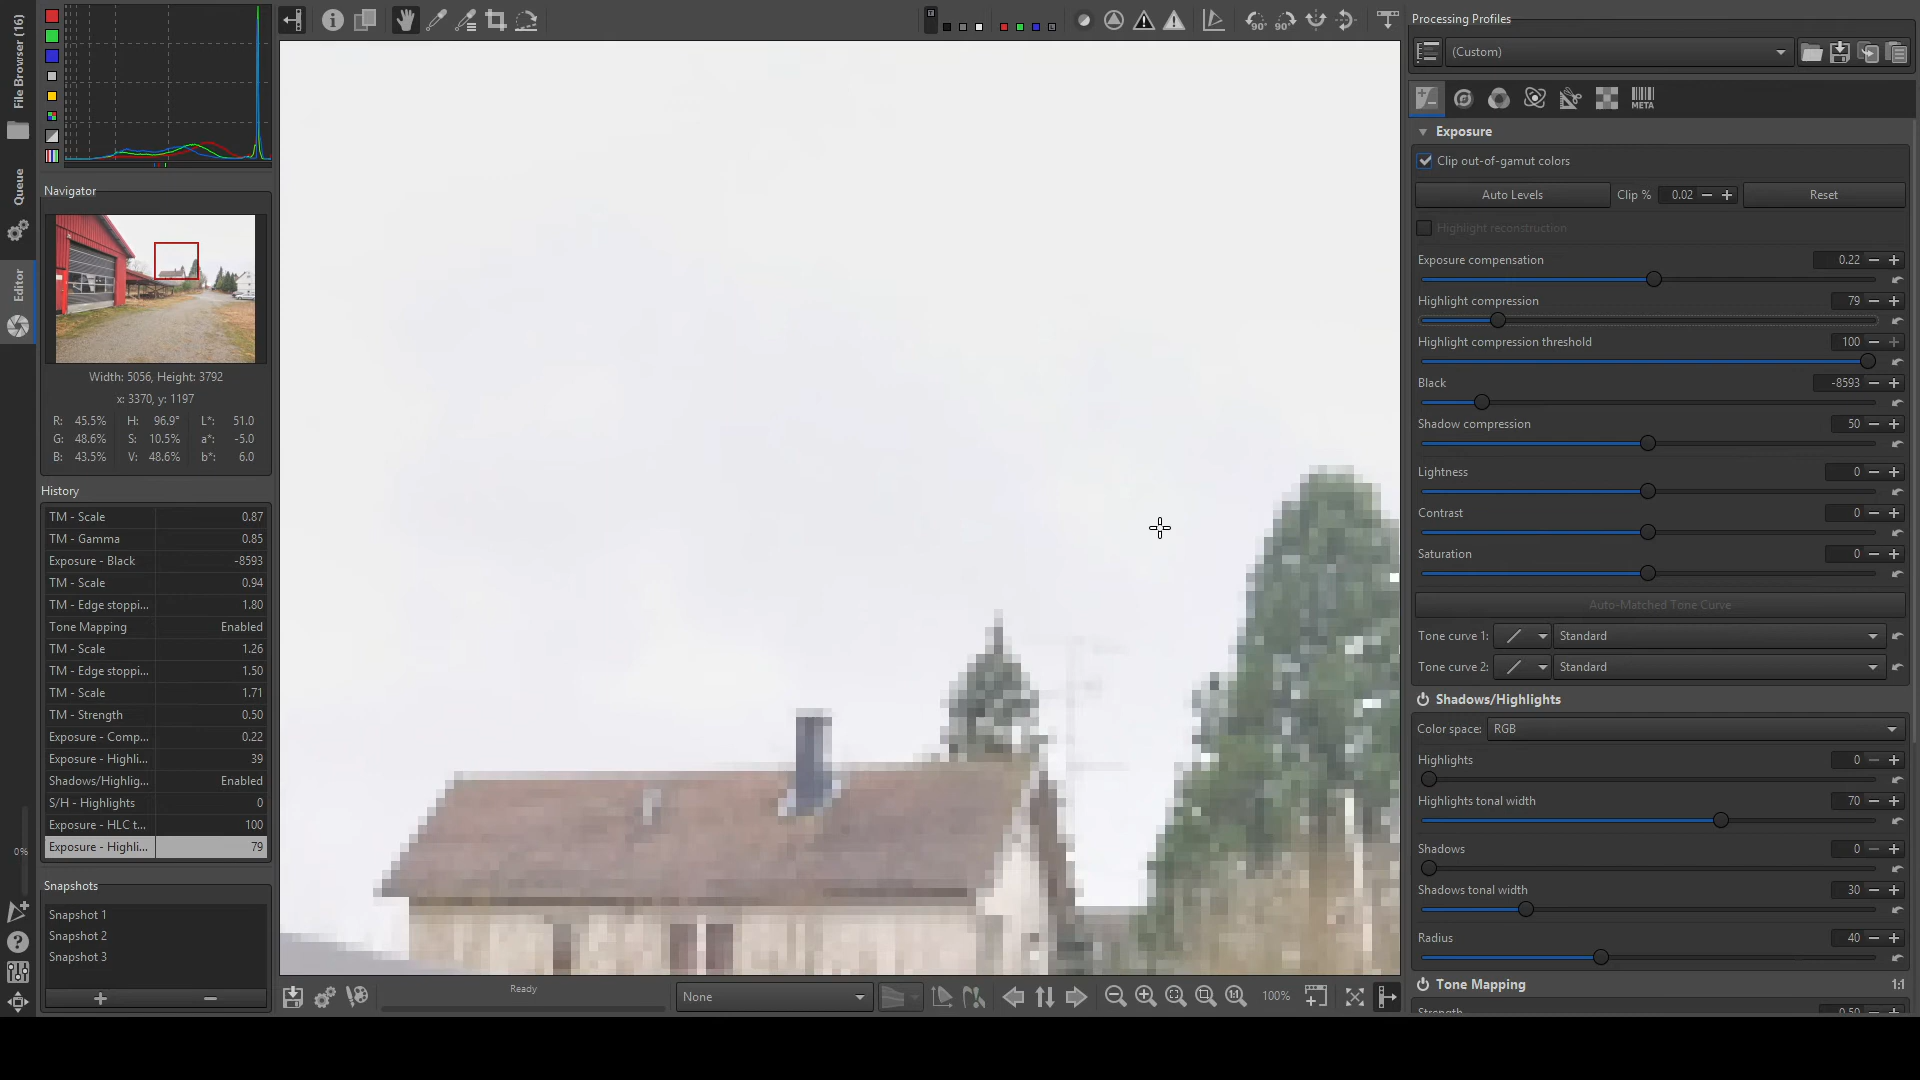 File Browser (16)
Queue
Editor
0%
Navigator
Width: 5056, Height: 3792
x: 3370, y: 1197
R: 45.5% H: 96.9° L*: 51.0
G: 48.6% S: 10.5% a*: -5.0
B: 43.5% V: 48.6% b*: 6.0
History
TM - Scale 0.87
TM - Gamma 0.85
Exposure - Black -8593
TM - Scale 0.94
TM - Edge stoppi... 1.80
Tone Mapping Enabled
TM - Scale 1.26
TM - Edge stoppi... 1.50
TM - Scale 1.71
TM - Strength 0.50
Exposure - Comp... 0.22
Exposure - Highli... 39
Shadows/Highlig... Enabled
S/H - Highlights 0
Exposure - HLC t... 100
Exposure - Highli... 79
Snapshots
Snapshot 1
Snapshot 2
Snapshot 3
90° 90°
Ready
None
1:1
100%
Processing Profiles
(Custom)
META
Exposure
Clip out-of-gamut colors
Auto Levels Clip % 0.02 Reset
Highlight reconstruction
Exposure compensation 0.22
Highlight compression 79
Highlight compression threshold 100
Black -8593
Shadow compression 50
Lightness 0
Contrast 0
Saturation 0
Auto-Matched Tone Curve
Tone curve 1: Standard
Tone curve 2: Standard
Shadows/Highlights
Color space: RGB
Highlights 0
Highlights tonal width 70
Shadows 0
Shadows tonal width 30
Radius 40
Tone Mapping 1:1
Strength 0.50